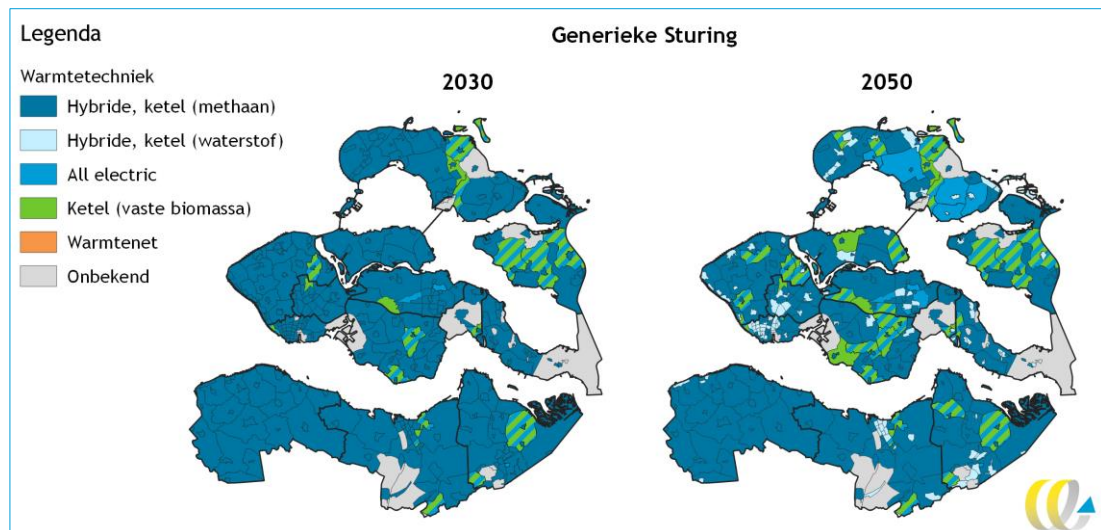 Legenda
Generieke Sturing
Warmtetechniek
2030
2050
Hybride, ketel (methaan)
Hybride, ketel (waterstof)
All electric
Ketel (vaste biomassa)
Warmtenet
Onbekend